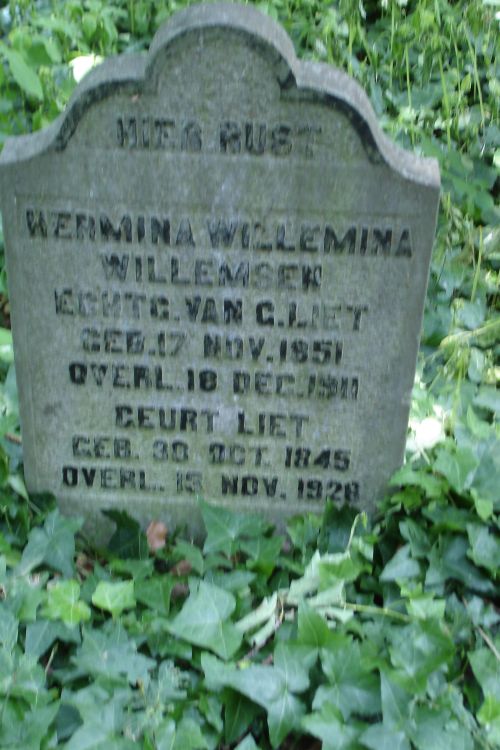 HIER RUST
HERMINA WILLEMINA
WILLEMSEN
ECHTG. VAN G. LIET
GEB. 17 NOV. 1851
OVERL. 18 DEC. 1911
GEURT LIET
GEB. 30 OCT. 1845
OVERL. 15 NOV. 1928